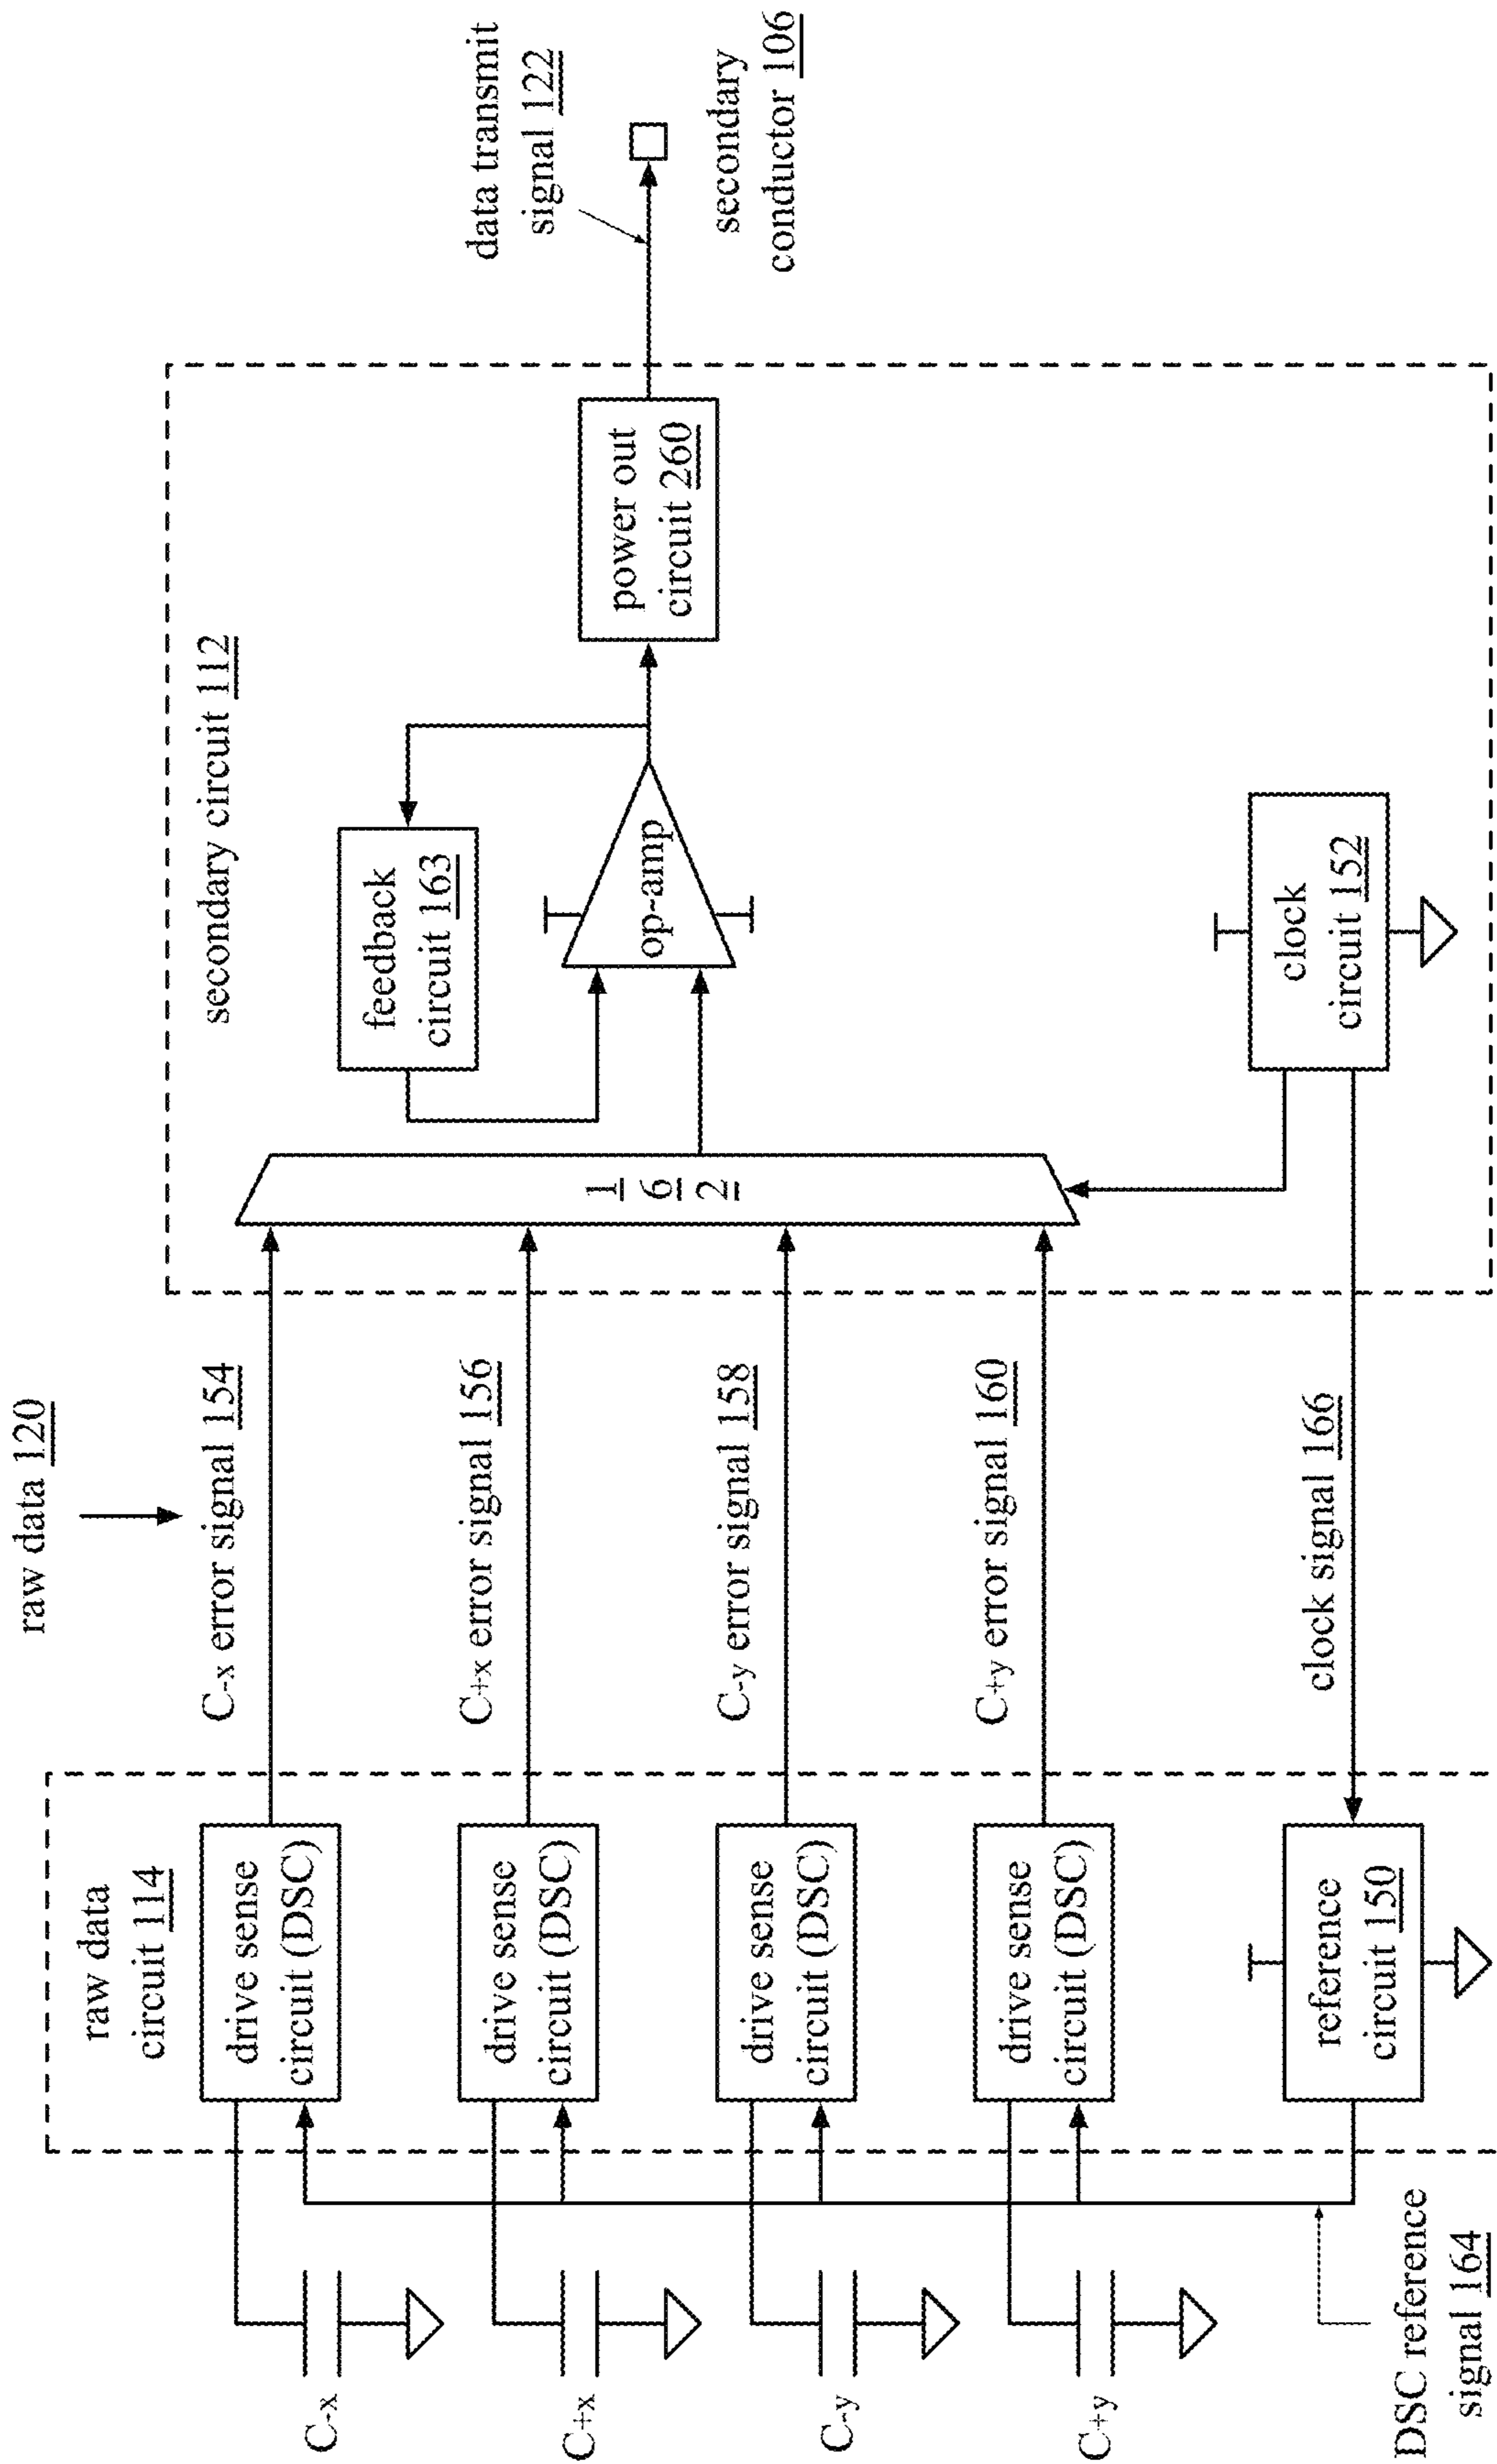 raw data 120
raw data
circuit 114
secondary circuit 112
C-x
drive sense
circuit (DSC)
C-x error signal 154
feedback
circuit 163
data transmit
signal 122
C+x
drive sense
circuit (DSC)
C+x error signal 156
1
6
2
op-amp
power out
circuit 260
secondary
conductor 106
C-y
drive sense
circuit (DSC)
C-y error signal 158
C+y
drive sense
circuit (DSC)
C+y error signal 160
clock signal 166
clock
circuit 152
reference
circuit 150
DSC reference
signal 164